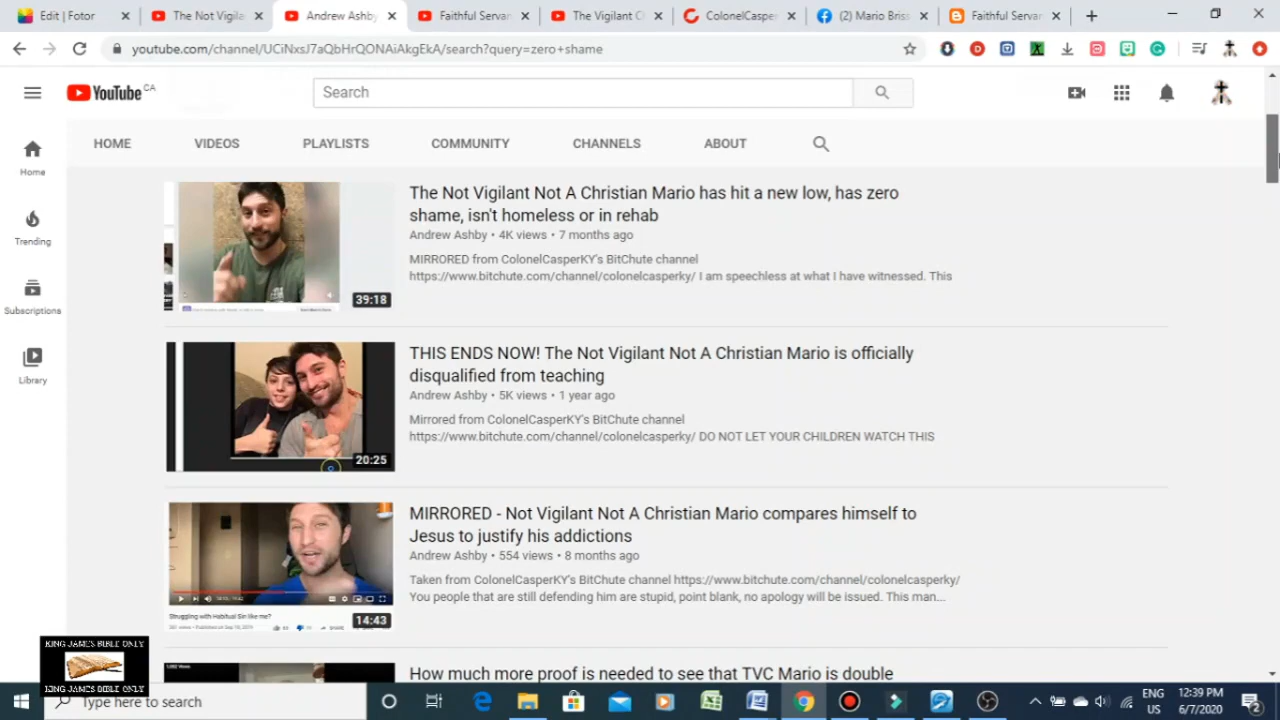 Edit | Fotor
The Not Vigila
Andrew Ashby
Faithful Servan
The Vigilant C
ColonelCasper
(2) Mario Briss
Faithful Servan
youtube.com/channel/UCiNxsJ7aQbHrQONAiAkgEkA/search?query=zero+shame
YouTube CA
Search
HOME
VIDEOS
PLAYLISTS
COMMUNITY
CHANNELS
ABOUT
Home
Trending
Subscriptions
Library
The Not Vigilant Not A Christian Mario has hit a new low, has zero
shame, isn't homeless or in rehab
Andrew Ashby • 4K views • 7 months ago
MIRRORED from ColonelCasperKY's BitChute channel
https://www.bitchute.com/channel/colonelcasperky/ I am speechless at what I have witnessed. This
39:18
THIS ENDS NOW! The Not Vigilant Not A Christian Mario is officially
disqualified from teaching
Andrew Ashby • 5K views • 1 year ago
Mirrored from ColonelCasperKY's BitChute channel
https://www.bitchute.com/channel/colonelcasperky/ DO NOT LET YOUR CHILDREN WATCH THIS
20:25
MIRRORED - Not Vigilant Not A Christian Mario compares himself to
Jesus to justify his addictions
Andrew Ashby • 554 views • 8 months ago
Taken from ColonelCasperKY's BitChute channel https://www.bitchute.com/channel/colonelcasperky/
You people that are still defending him are stupid, point blank, no apology will be issued. This man...
Struggling with Habitual Sin like me?
14:43
How much more proof is needed to see that TVC Mario is double
KING JAMES BIBLE ONLY
KING JAMES BIBLE ONLY
Type here to search
ENG
US
12:39 PM
6/7/2020
2